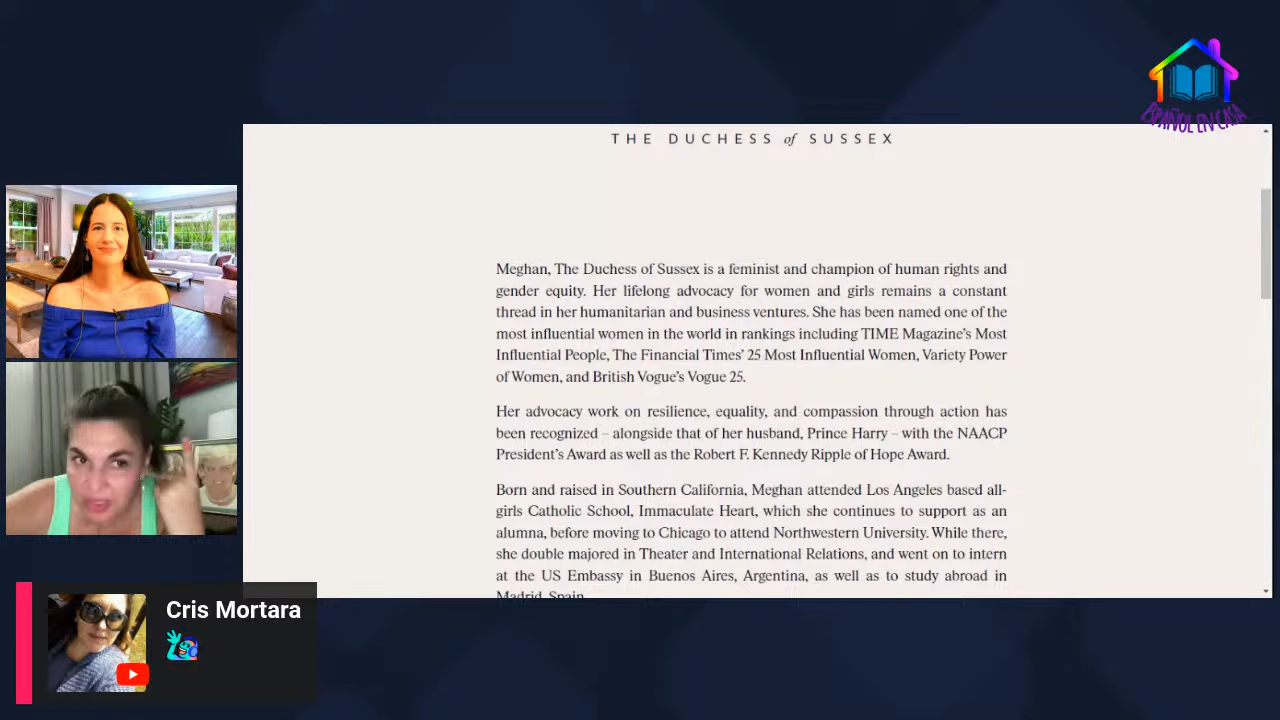 ESPAÑOL EN CASA
THE DUCHESS of SUSSEX
Meghan, The Duchess of Sussex is a feminist and champion of human rights and
gender equity. Her lifelong advocacy for women and girls remains a constant
thread in her humanitarian and business ventures. She has been named one of the
most influential women in the world in rankings including TIME Magazine's Most
Influential People, The Financial Times' 25 Most Influential Women, Variety Power
of Women, and British Vogue's Vogue 25.
Her advocacy work on resilience, equality, and compassion through action has
been recognized – alongside that of her husband, Prince Harry – with the NAACP
President's Award as well as the Robert F. Kennedy Ripple of Hope Award.
Born and raised in Southern California, Meghan attended Los Angeles based all-
girls Catholic School, Immaculate Heart, which she continues to support as an
alumna, before moving to Chicago to attend Northwestern University. While there,
she double majored in Theater and International Relations, and went on to intern
at the US Embassy in Buenos Aires, Argentina, as well as to study abroad in
Madrid, Spain
Cris Mortara